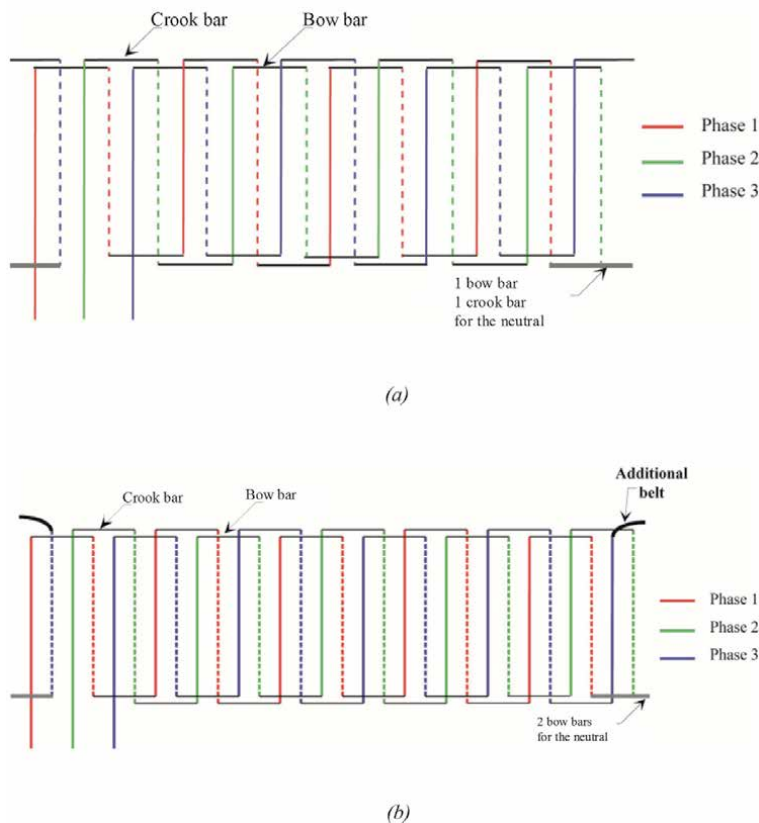 Crook bar
Bow bar
Phase 1
Phase 2
Phase 3
1 bow bar
1 crook bar
for the neutral
(a)
Additional
belt
Crook bar
Bow bar
Phase 1
Phase 2
Phase 3
2 bow bars
for the neutral
(b)